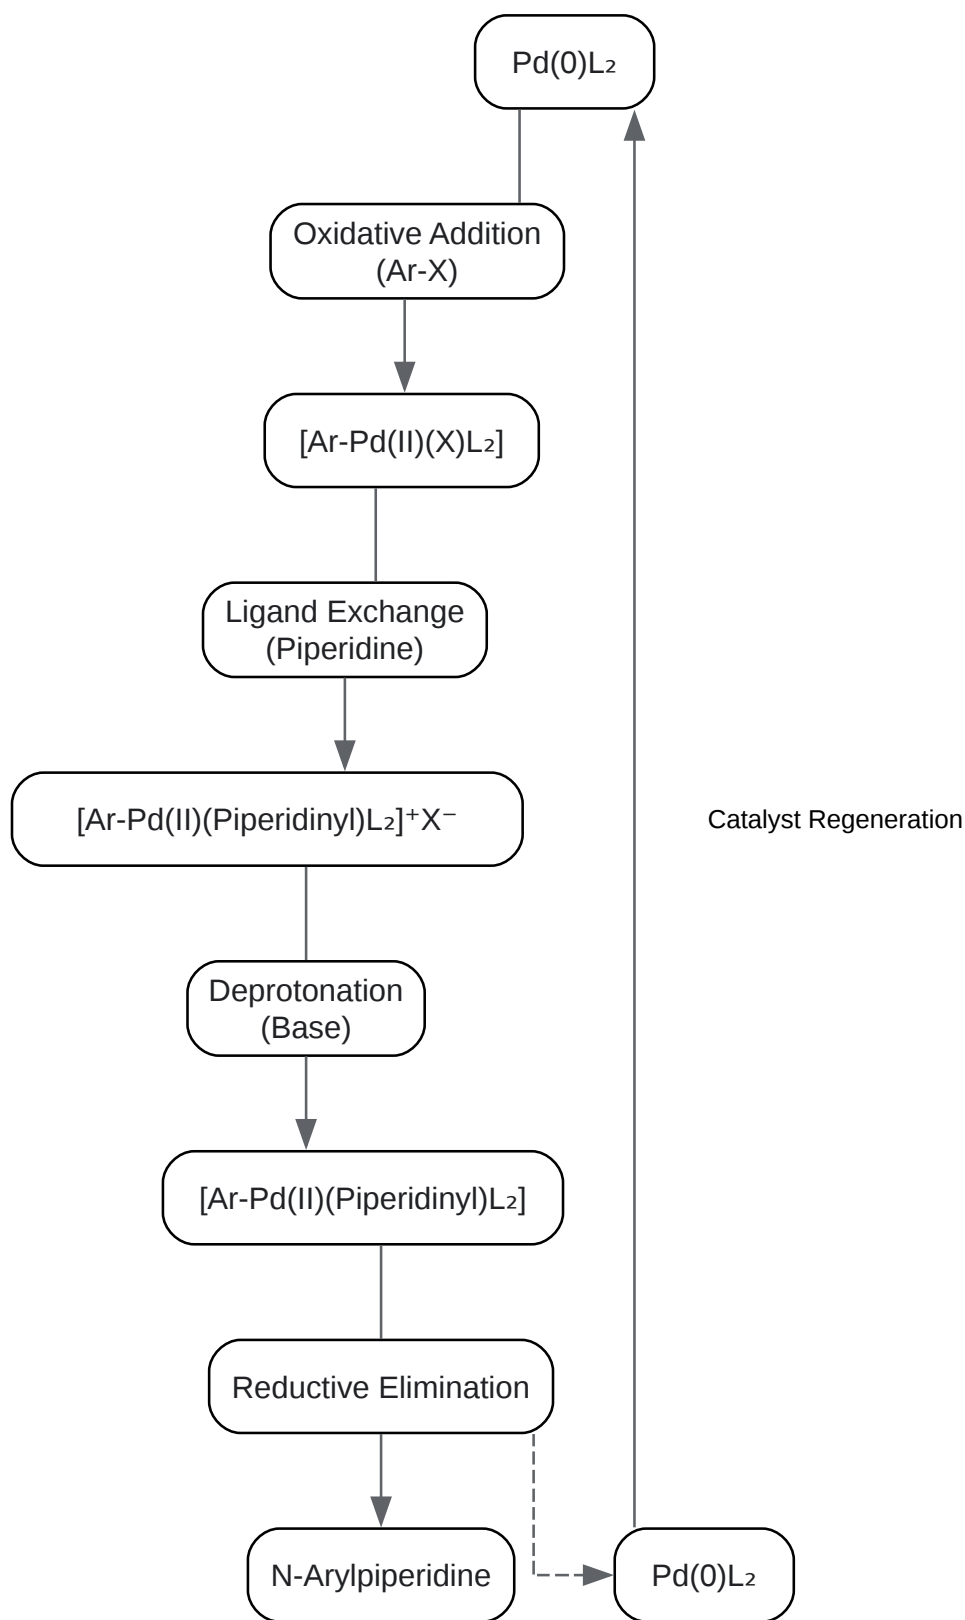 Pd(0)L₂
Oxidative Addition
(Ar-X)
[Ar-Pd(II)(X)L₂]
Ligand Exchange
(Piperidine)
[Ar-Pd(II)(Piperidinyl)L₂]⁺X⁻
Catalyst Regeneration
Deprotonation
(Base)
[Ar-Pd(II)(Piperidinyl)L₂]
Reductive Elimination
N-Arylpiperidine
Pd(0)L₂